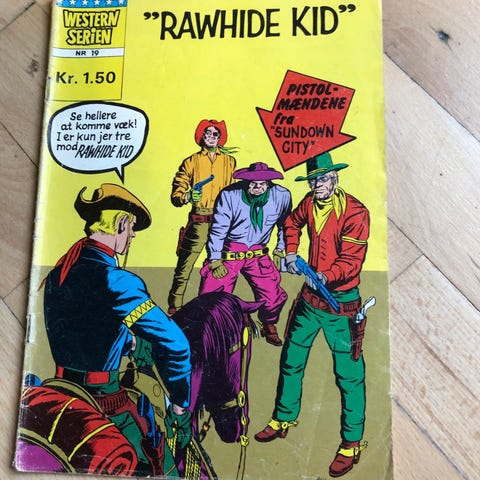 WESTERN
SERiEN
NR 19
Kr. 1.50
”RAWHIDE KID”
PISTOL-
MÆNDENE
fra
"SUNDOWN
CITY"
Se hellere
at komme væk!
I er kun jer tre
mod RAWHIDE KID